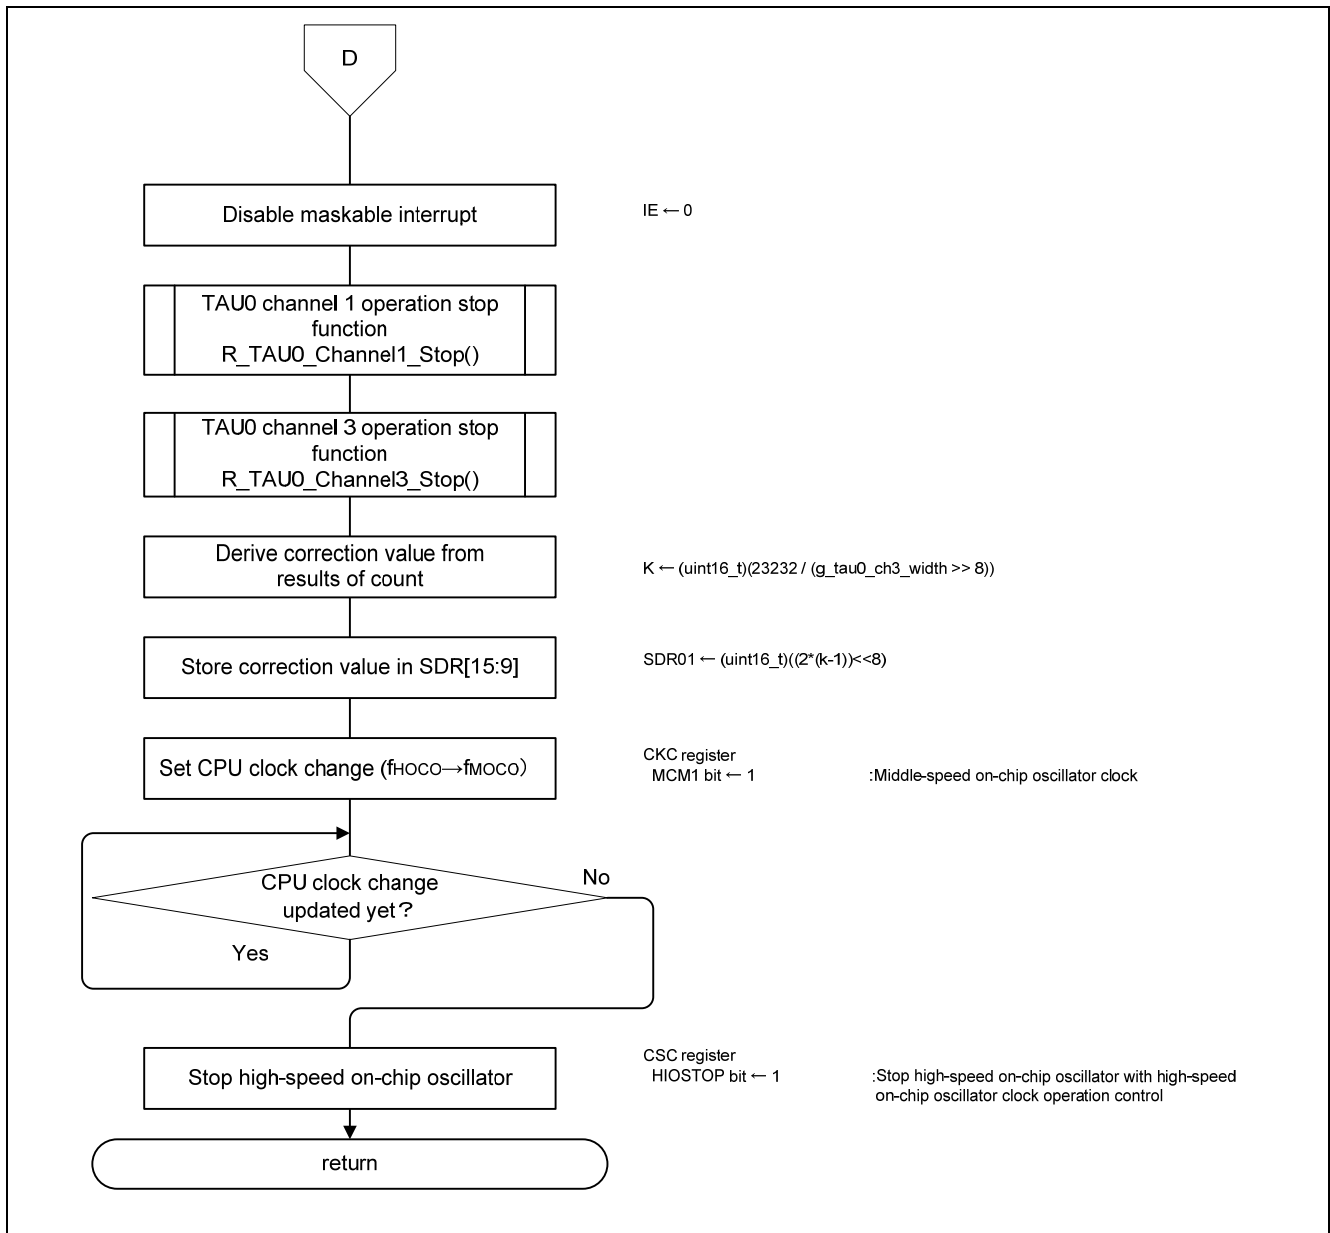 D
Disable maskable interrupt
IE ← 0
TAU0 channel 1 operation stop
function
R_TAU0_Channel1_Stop()
TAU0 channel 3 operation stop
function
R_TAU0_Channel3_Stop()
Derive correction value from
results of count
K ← (uint16_t)(23232 / (g_tau0_ch3_width >> 8))
Store correction value in SDR[15:9]
SDR01 ← (uint16_t)((2*(k-1))<<8)
Set CPU clock change (fHOCO→fMOCO)
CKC register
MCM1 bit ← 1 :Middle-speed on-chip oscillator clock
CPU clock change
updated yet?
No
Yes
Stop high-speed on-chip oscillator
CSC register
HIOSTOP bit ← 1 :Stop high-speed on-chip oscillator with high-speed
on-chip oscillator clock operation control
return